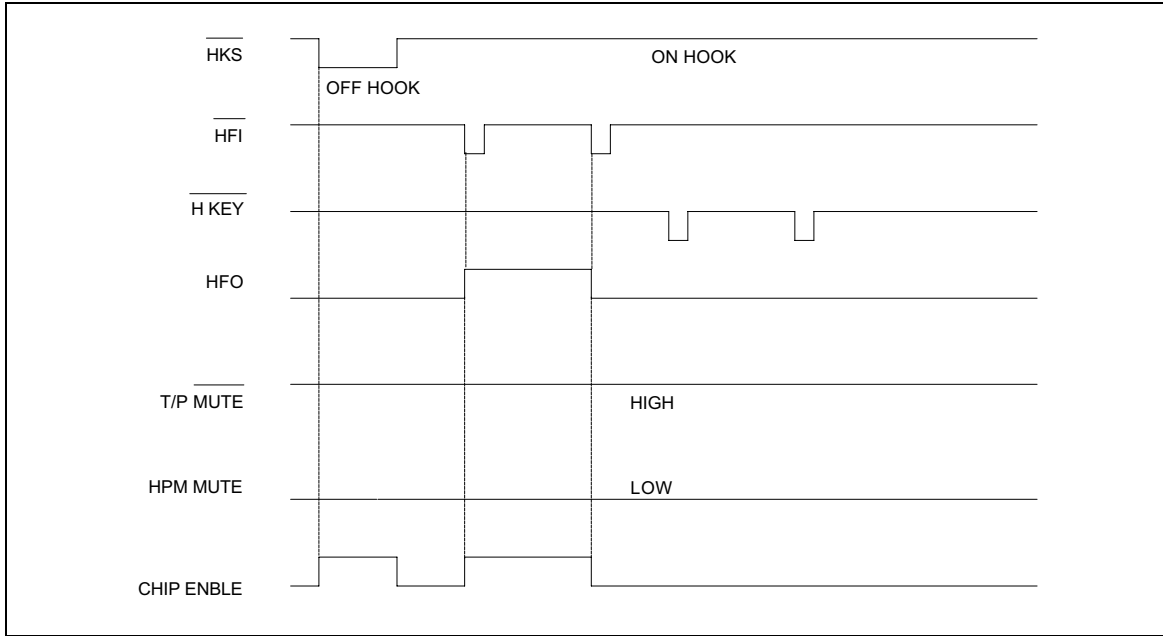 HKS
ON HOOK
OFF HOOK
HFI
H KEY
HFO
T/P MUTE
HIGH
HPM MUTE
LOW
CHIP ENBLE